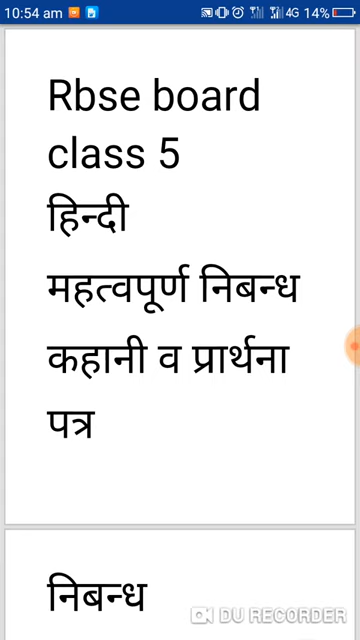 10:54 am 4G 14%
Rbse board
class 5
हिन्दी
महत्वपूर्ण निबन्ध
कहानी व प्रार्थना
पत्र
निबन्ध
DU RECORDER